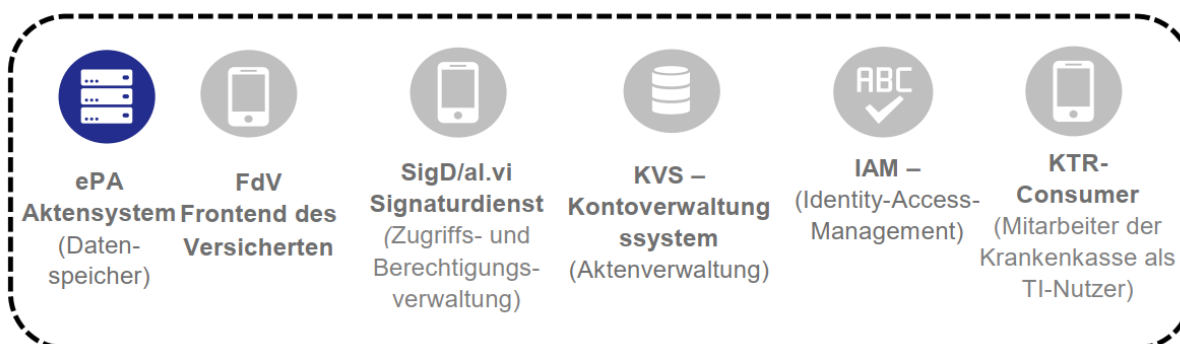 ePA
Aktensystem
(Daten-
speicher)
FdV
Frontend des
Versicherten
SigD/al.vi
Signaturdienst
(Zugriffs- und
Berechtigungs-
verwaltung)
KVS –
Kontoverwaltung
ssystem
(Aktenverwaltung)
ABC
IAM –
(Identity-Access-
Management)
KTR-
Consumer
(Mitarbeiter der
Krankenkasse als
TI-Nutzer)